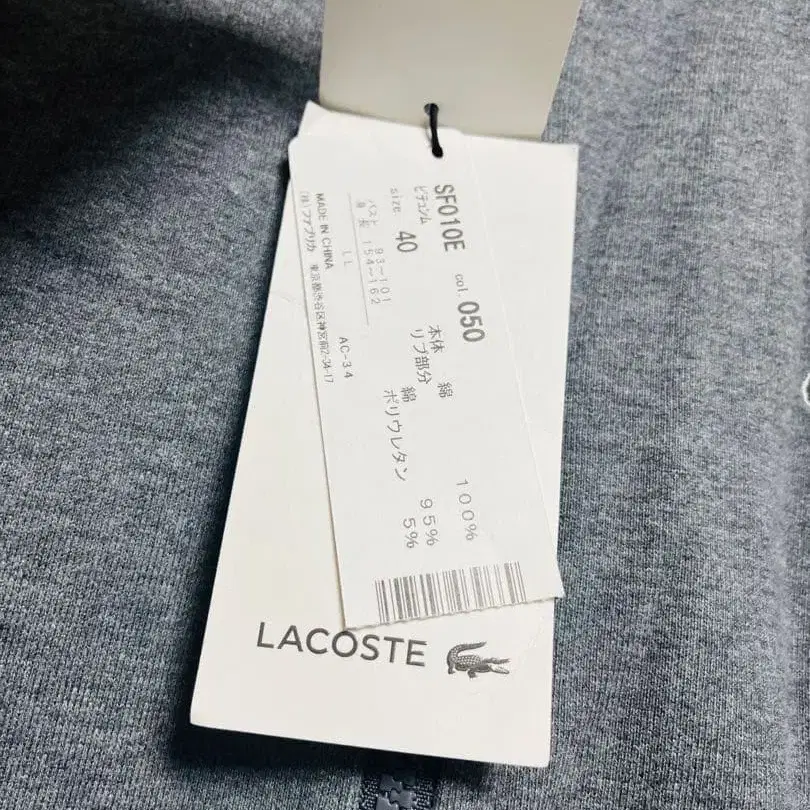 SF010E col. 050
ビチュンム
size 40
バスト 93-101
身長 154-162
LL
AC-34
MADE IN CHINA
(株)ファブリカ 東京都渋谷区神宮前2-34-17
本体 綿 100%
リブ部分 綿 95%
ポリウレタン 5%
LACOSTE